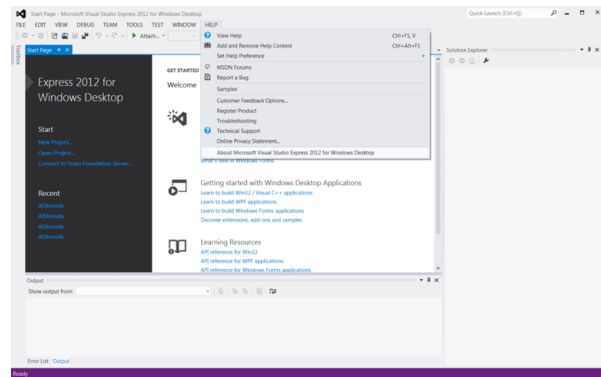 Start Page - Microsoft Visual Studio Express 2012 for Windows Desktop
Quick Launch (Ctrl+Q)
FILE EDIT VIEW DEBUG TEAM TOOLS TEST WINDOW HELP
Attach...
Toolbox
Start Page
Express 2012 for
Windows Desktop
Start
New Project...
Open Project...
Connect to Team Foundation Server...
Recent
AISteroids
AISteroids
AISteroids
AISteroids
GET STARTED
Welcome
View Help Ctrl+F1, V
Add and Remove Help Content Ctrl+Alt+F1
Set Help Preference
MSDN Forums
Report a Bug
Samples
Customer Feedback Options...
Register Product
Troubleshooting
Technical Support
Online Privacy Statement...
About Microsoft Visual Studio Express 2012 for Windows Desktop
What's new in Windows Forms
Getting started with Windows Desktop Applications
Learn to build Win32 / Visual C++ applications
Learn to build WPF applications
Learn to build Windows Forms applications
Discover extensions, add-ons and samples
Learning Resources
API reference for Win32
API reference for WPF applications
API reference for Windows Forms applications
Solution Explorer
Output
Show output from:
Error List Output
Ready